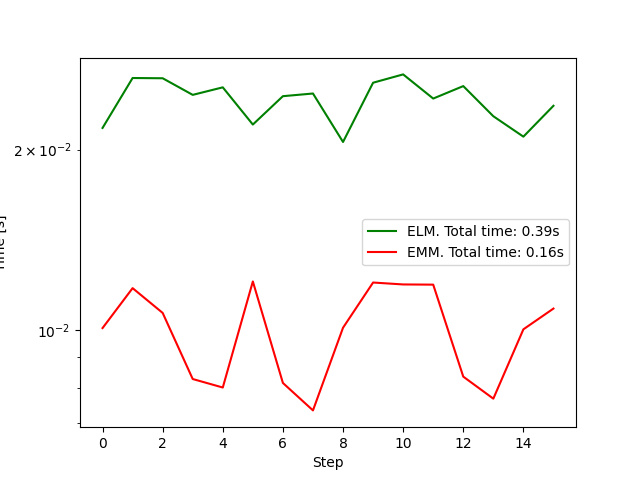 2 × 10⁻²
10⁻²
Time [s]
ELM. Total time: 0.39s
EMM. Total time: 0.16s
0 2 4 6 8 10 12 14
Step